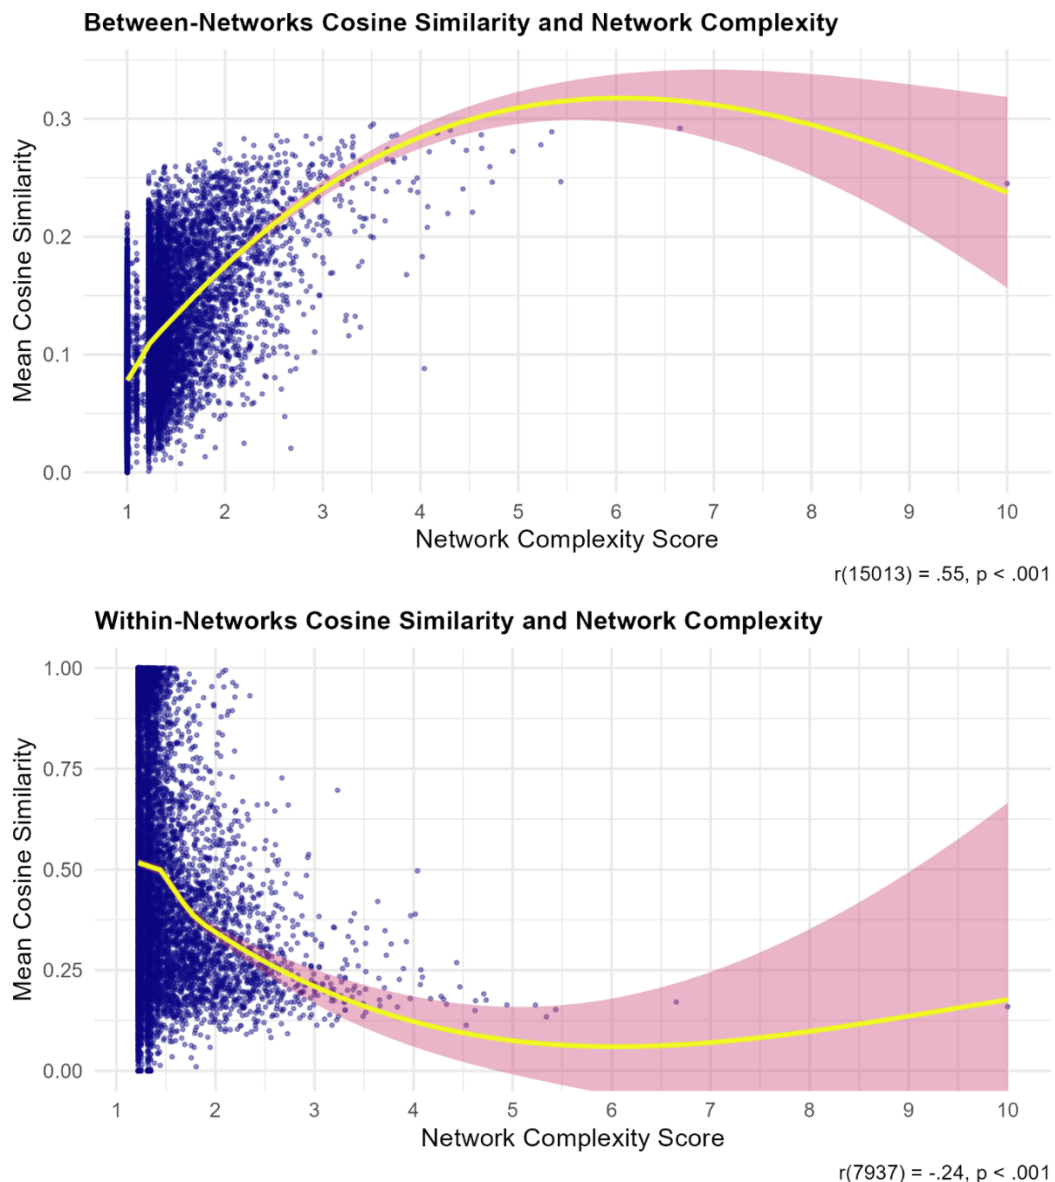 Between-Networks Cosine Similarity and Network Complexity
Mean Cosine Similarity
0.3
0.2
0.1
0.0
1 2 3 4 5 6 7 8 9 10
Network Complexity Score
r(15013) = .55, p < .001
Within-Networks Cosine Similarity and Network Complexity
Mean Cosine Similarity
1.00
0.75
0.50
0.25
0.00
1 2 3 4 5 6 7 8 9 10
Network Complexity Score
r(7937) = -.24, p < .001